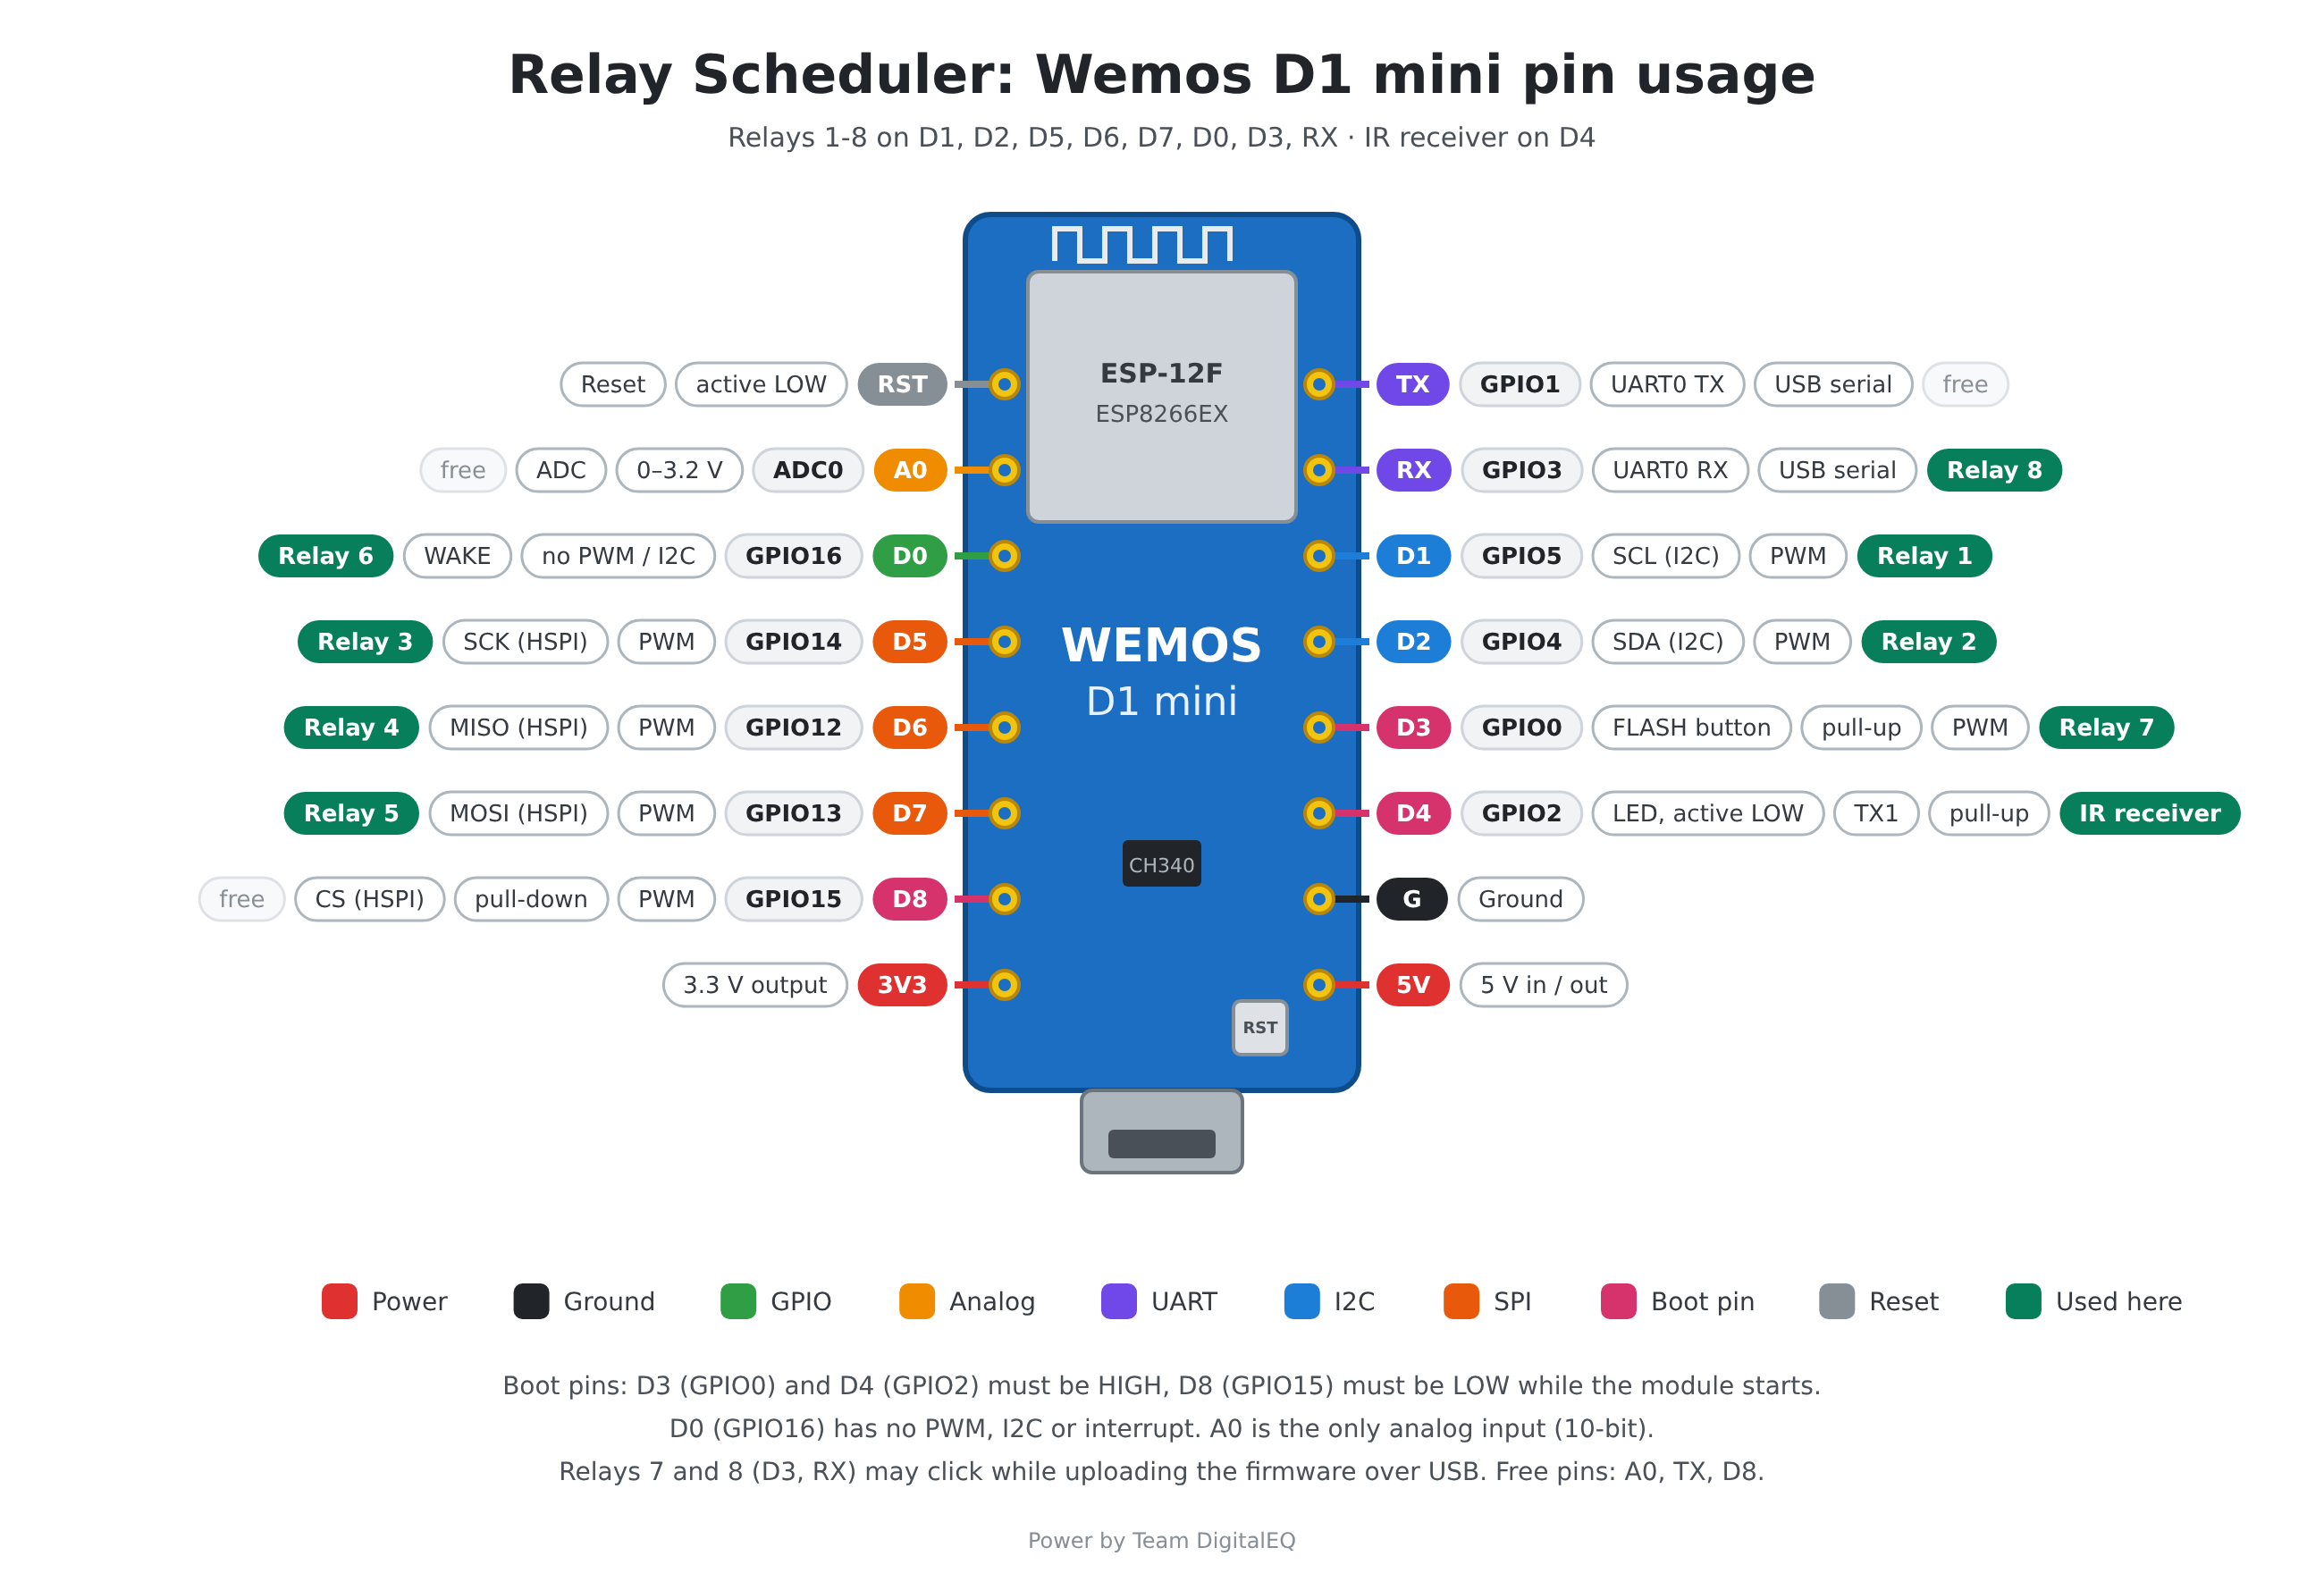 Relay Scheduler: Wemos D1 mini pin usage
Relays 1-8 on D1, D2, D5, D6, D7, D0, D3, RX · IR receiver on D4
ESP-12F
ESP8266EX
Reset active LOW RST TX GPIO1 UART0 TX USB serial free
free ADC 0–3.2 V ADC0 A0 RX GPIO3 UART0 RX USB serial Relay 8
Relay 6 WAKE no PWM / I2C GPIO16 D0 D1 GPIO5 SCL (I2C) PWM Relay 1
Relay 3 SCK (HSPI) PWM GPIO14 D5 WEMOS D2 GPIO4 SDA (I2C) PWM Relay 2
D1 mini
Relay 4 MISO (HSPI) PWM GPIO12 D6 D3 GPIO0 FLASH button pull-up PWM Relay 7
Relay 5 MOSI (HSPI) PWM GPIO13 D7 D4 GPIO2 LED, active LOW TX1 pull-up IR receiver
CH340
free CS (HSPI) pull-down PWM GPIO15 D8 G Ground
3.3 V output 3V3 5V 5 V in / out
RST
Power Ground GPIO Analog UART I2C SPI Boot pin Reset Used here
Boot pins: D3 (GPIO0) and D4 (GPIO2) must be HIGH, D8 (GPIO15) must be LOW while the module starts.
D0 (GPIO16) has no PWM, I2C or interrupt. A0 is the only analog input (10-bit).
Relays 7 and 8 (D3, RX) may click while uploading the firmware over USB. Free pins: A0, TX, D8.
Power by Team DigitalEQ